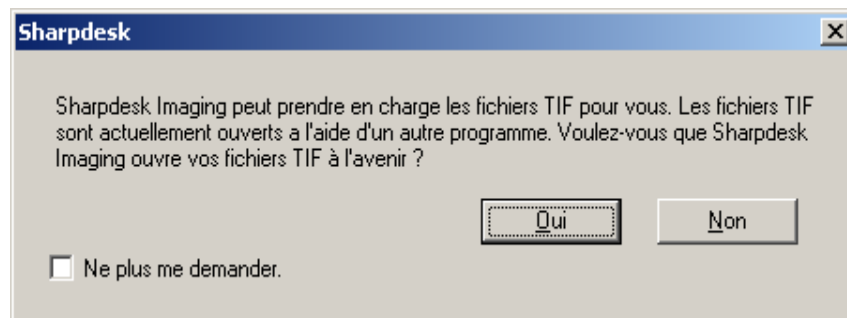 Sharpdesk
Sharpdesk Imaging peut prendre en charge les fichiers TIF pour vous. Les fichiers TIF
sont actuellement ouverts a l'aide d'un autre programme. Voulez-vous que Sharpdesk
Imaging ouvre vos fichiers TIF à l'avenir ?
Oui
Non
Ne plus me demander.